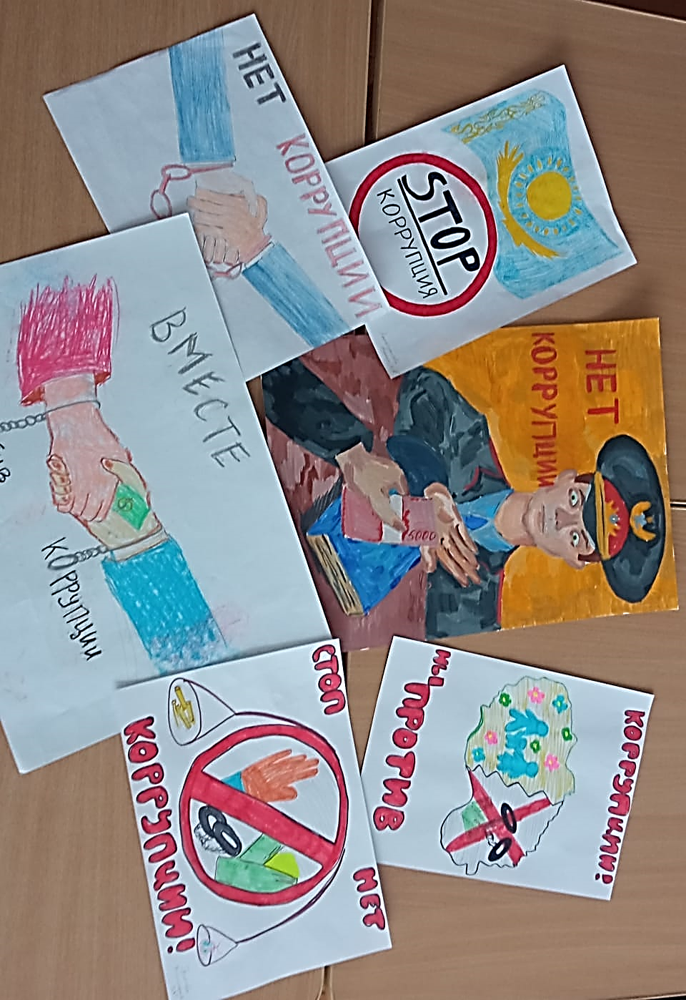 НЕТ
КОРРУПЦИИ
STOP
КОРРУПЦИЯ
НЕТ
КОРРУПЦИИ
5000
ВМЕСТЕ
КОРРУПЦИИ
$
СТОП
НЕТ
КОРРУПЦИИ!
КОРРУПЦИИ!
МЫ ПРОТИВ